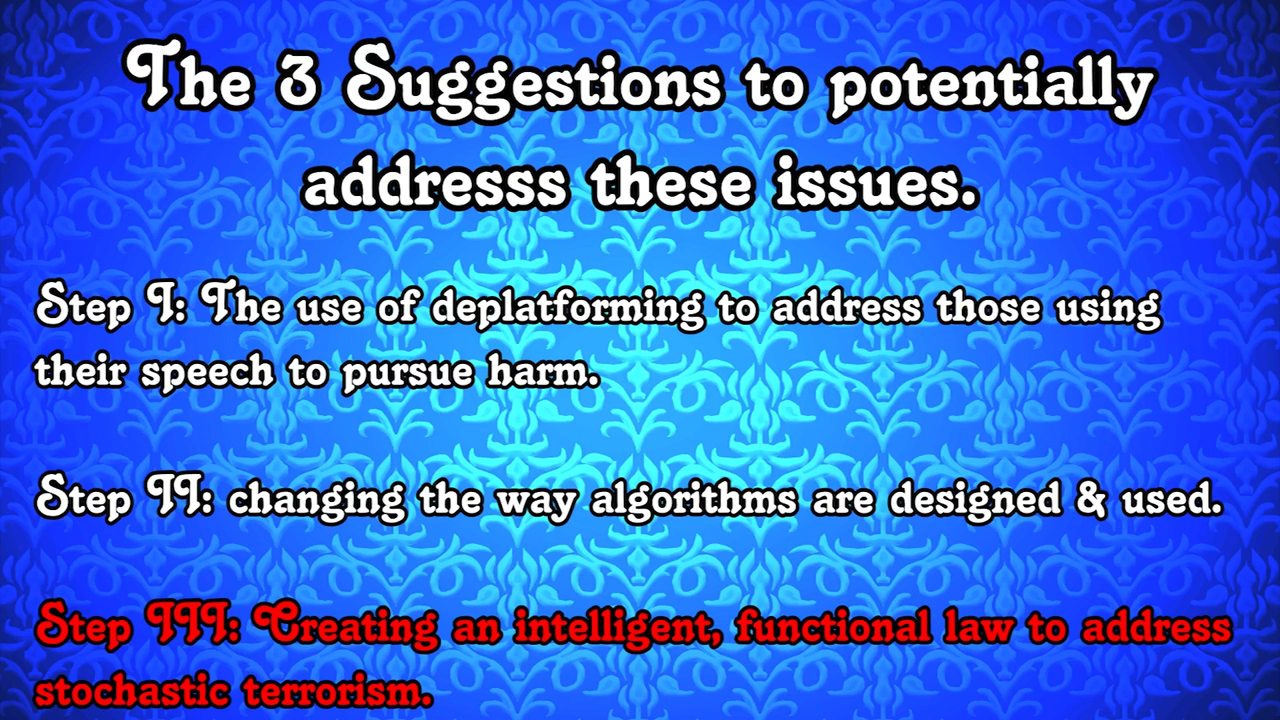 The 3 Suggestions to potentially
addresss these issues.
Step I: The use of deplatforming to address those using
their speech to pursue harm.
Step II: changing the way algorithms are designed & used.
Step III: Creating an intelligent, functional law to address
stochastic terrorism.